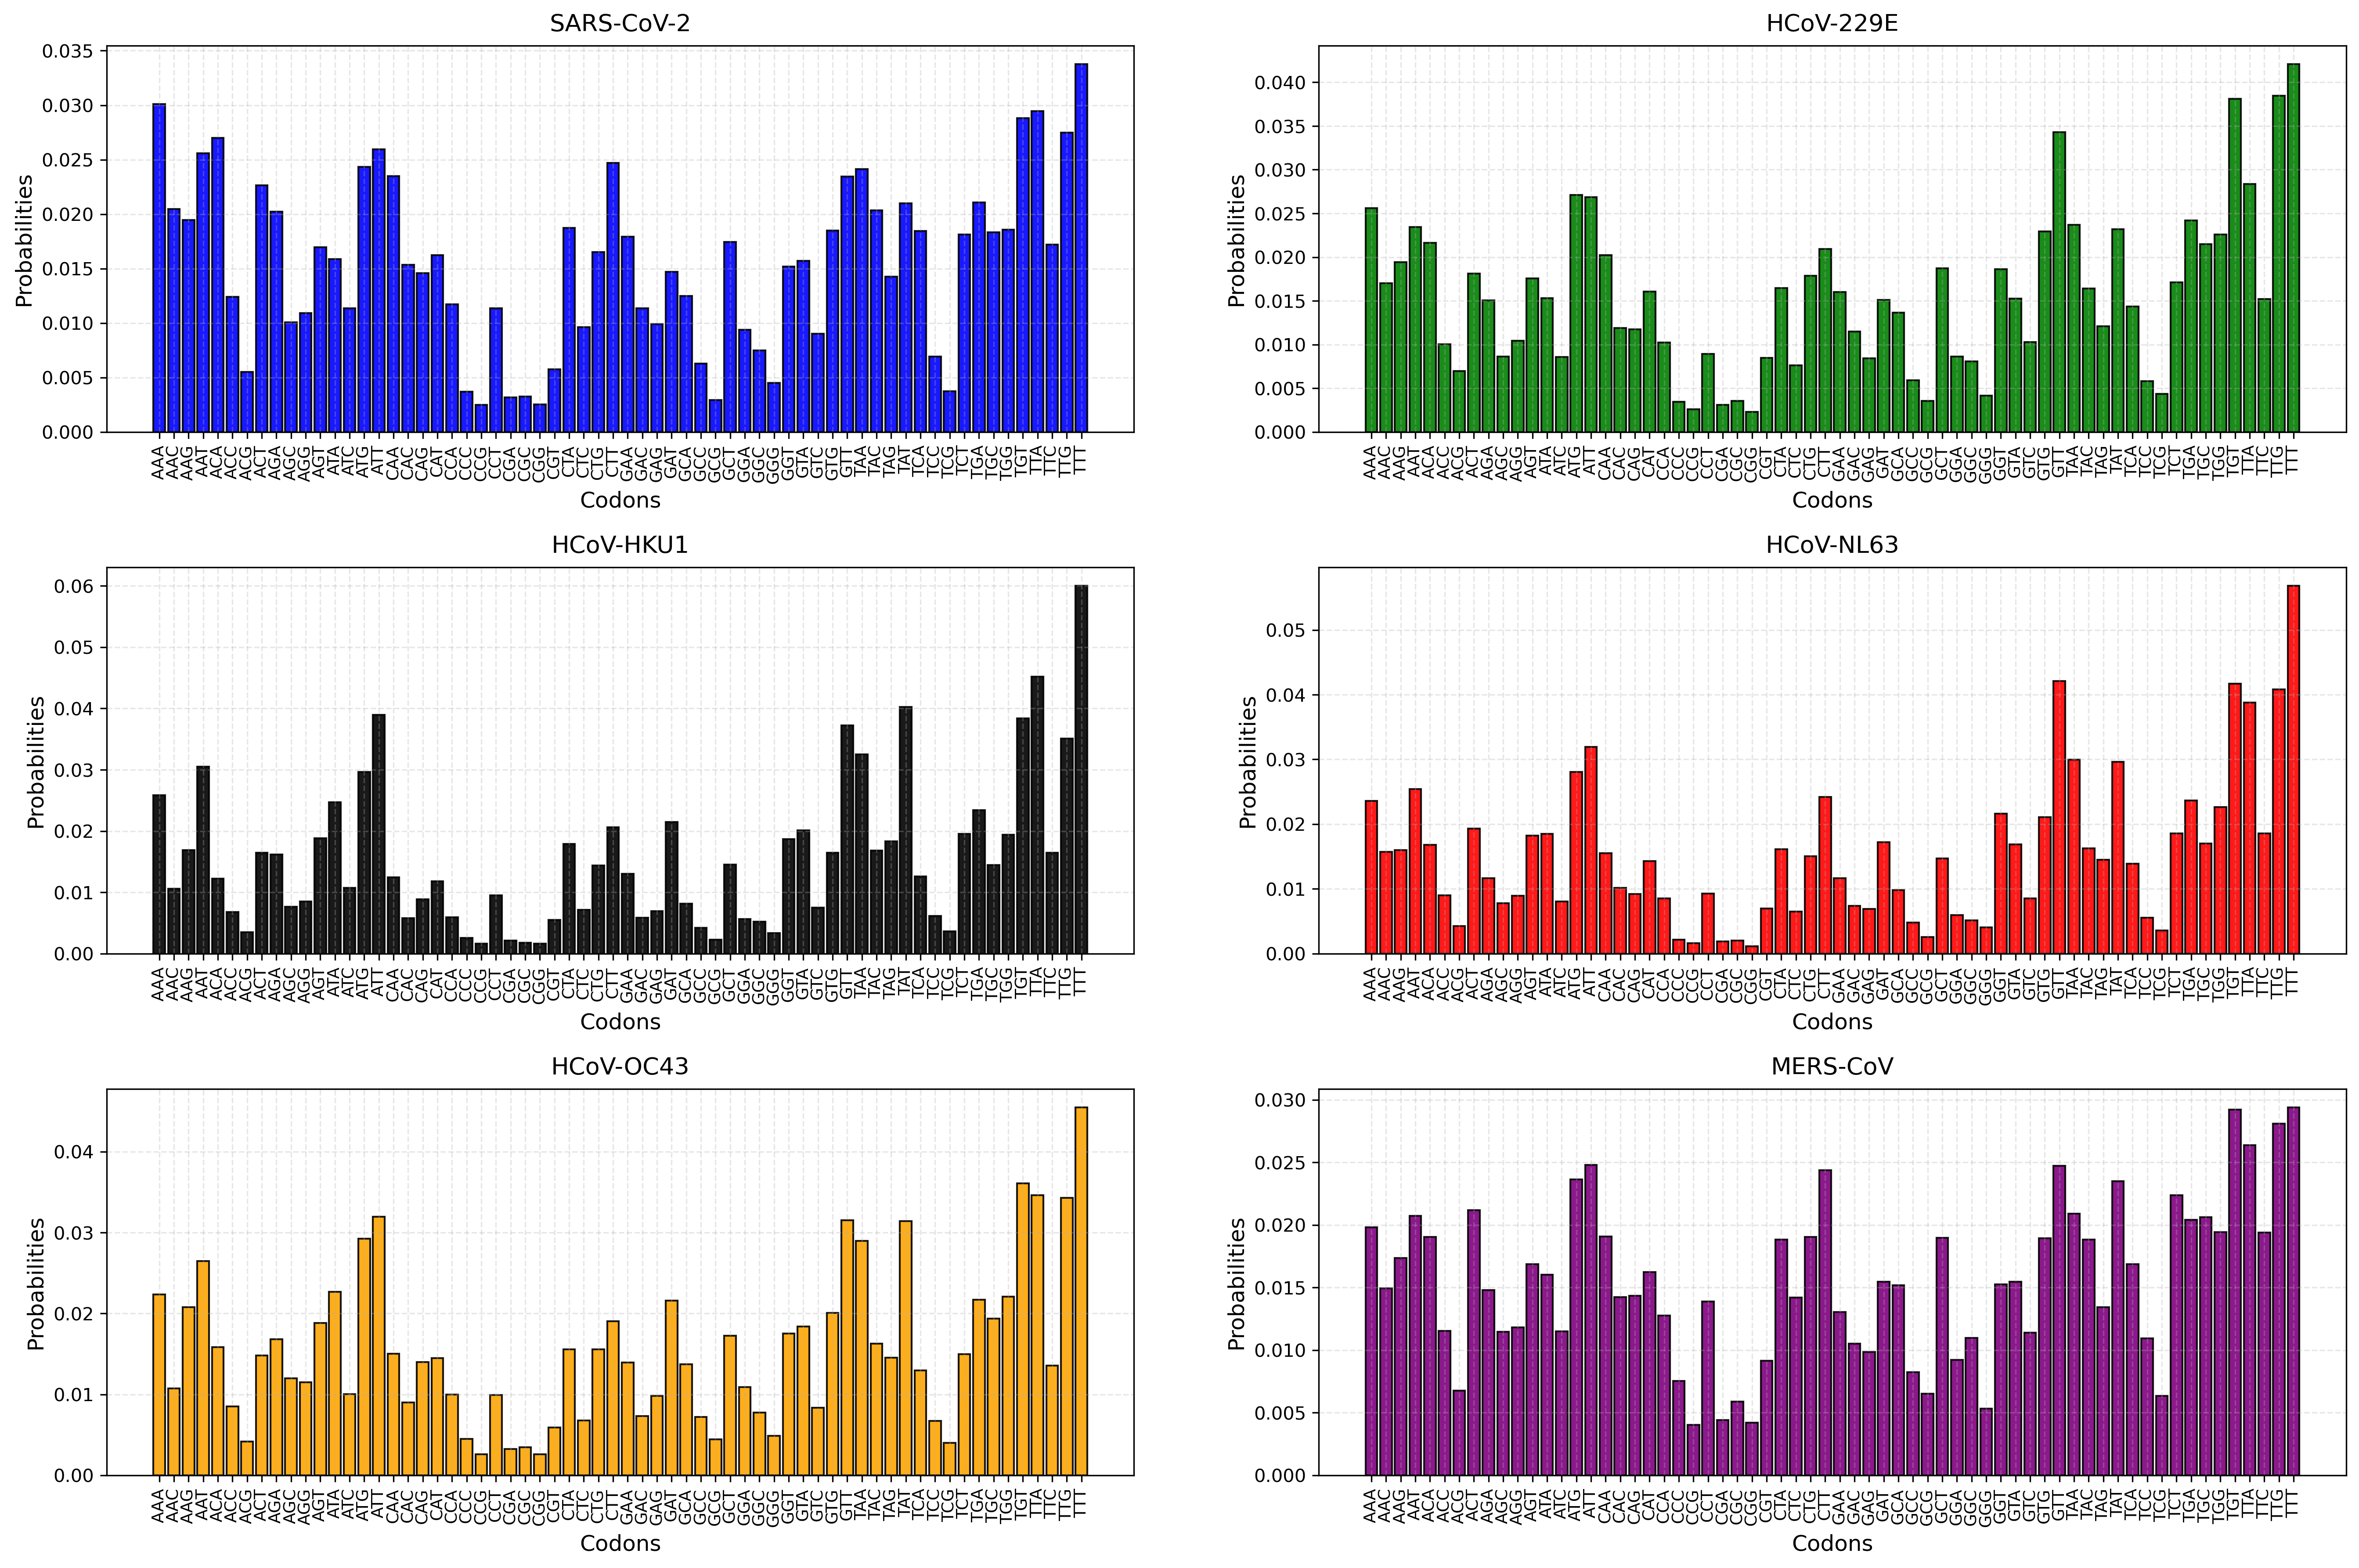 SARS-CoV-2
Probabilities
0.035
0.030
0.025
0.020
0.015
0.010
0.005
0.000
AAA AAC AAG AAT ACA ACC ACG ACT AGA AGC AGG AGT ATA ATC ATG ATT CAA CAC CAG CAT CCA CCC CCG CCT CGA CGC CGG CGT CTA CTC CTG CTT GAA GAC GAG GAT GCA GCC GCG GCT GGA GGC GGG GGT GTA GTC GTG GTT TAA TAC TAG TAT TCA TCC TCG TCT TGA TGC TGG TGT TTA TTC TTG TTT
Codons
HCoV-229E
Probabilities
0.040
0.035
0.030
0.025
0.020
0.015
0.010
0.005
0.000
AAA AAC AAG AAT ACA ACC ACG ACT AGA AGC AGG AGT ATA ATC ATG ATT CAA CAC CAG CAT CCA CCC CCG CCT CGA CGC CGG CGT CTA CTC CTG CTT GAA GAC GAG GAT GCA GCC GCG GCT GGA GGC GGG GGT GTA GTC GTG GTT TAA TAC TAG TAT TCA TCC TCG TCT TGA TGC TGG TGT TTA TTC TTG TTT
Codons
HCoV-HKU1
Probabilities
0.06
0.05
0.04
0.03
0.02
0.01
0.00
AAA AAC AAG AAT ACA ACC ACG ACT AGA AGC AGG AGT ATA ATC ATG ATT CAA CAC CAG CAT CCA CCC CCG CCT CGA CGC CGG CGT CTA CTC CTG CTT GAA GAC GAG GAT GCA GCC GCG GCT GGA GGC GGG GGT GTA GTC GTG GTT TAA TAC TAG TAT TCA TCC TCG TCT TGA TGC TGG TGT TTA TTC TTG TTT
Codons
HCoV-NL63
Probabilities
0.05
0.04
0.03
0.02
0.01
0.00
AAA AAC AAG AAT ACA ACC ACG ACT AGA AGC AGG AGT ATA ATC ATG ATT CAA CAC CAG CAT CCA CCC CCG CCT CGA CGC CGG CGT CTA CTC CTG CTT GAA GAC GAG GAT GCA GCC GCG GCT GGA GGC GGG GGT GTA GTC GTG GTT TAA TAC TAG TAT TCA TCC TCG TCT TGA TGC TGG TGT TTA TTC TTG TTT
Codons
HCoV-OC43
Probabilities
0.04
0.03
0.02
0.01
0.00
AAA AAC AAG AAT ACA ACC ACG ACT AGA AGC AGG AGT ATA ATC ATG ATT CAA CAC CAG CAT CCA CCC CCG CCT CGA CGC CGG CGT CTA CTC CTG CTT GAA GAC GAG GAT GCA GCC GCG GCT GGA GGC GGG GGT GTA GTC GTG GTT TAA TAC TAG TAT TCA TCC TCG TCT TGA TGC TGG TGT TTA TTC TTG TTT
Codons
MERS-CoV
Probabilities
0.030
0.025
0.020
0.015
0.010
0.005
0.000
AAA AAC AAG AAT ACA ACC ACG ACT AGA AGC AGG AGT ATA ATC ATG ATT CAA CAC CAG CAT CCA CCC CCG CCT CGA CGC CGG CGT CTA CTC CTG CTT GAA GAC GAG GAT GCA GCC GCG GCT GGA GGC GGG GGT GTA GTC GTG GTT TAA TAC TAG TAT TCA TCC TCG TCT TGA TGC TGG TGT TTA TTC TTG TTT
Codons